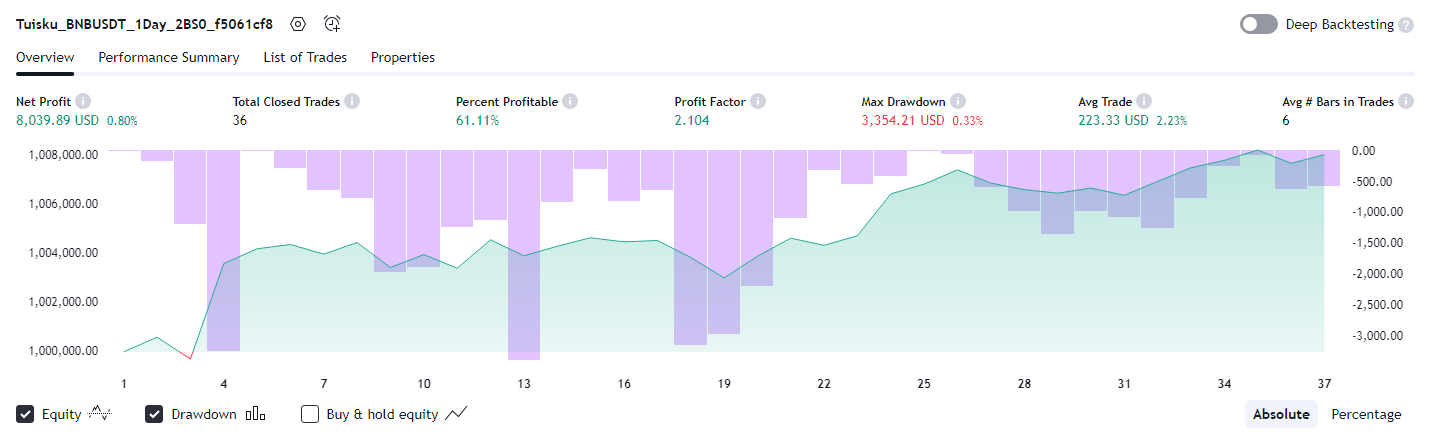 Tuisku_BNBUSDT_1Day_2BS0_f5061cf8 Deep Backtesting ?
Overview Performance Summary List of Trades Properties
Net Profit i Total Closed Trades i Percent Profitable i Profit Factor i Max Drawdown i Avg Trade i Avg # Bars in Trades i
8,039.89 USD 0.80% 36 61.11% 2.104 3,354.21 USD 0.33% 223.33 USD 2.23% 6
1,008,000.00 0.00
-500.00
1,006,000.00 -1,000.00
-1,500.00
1,004,000.00 -2,000.00
1,002,000.00 -2,500.00
-3,000.00
1,000,000.00
1 4 7 10 13 16 19 22 25 28 31 34 37
Equity Drawdown Buy & hold equity Absolute Percentage